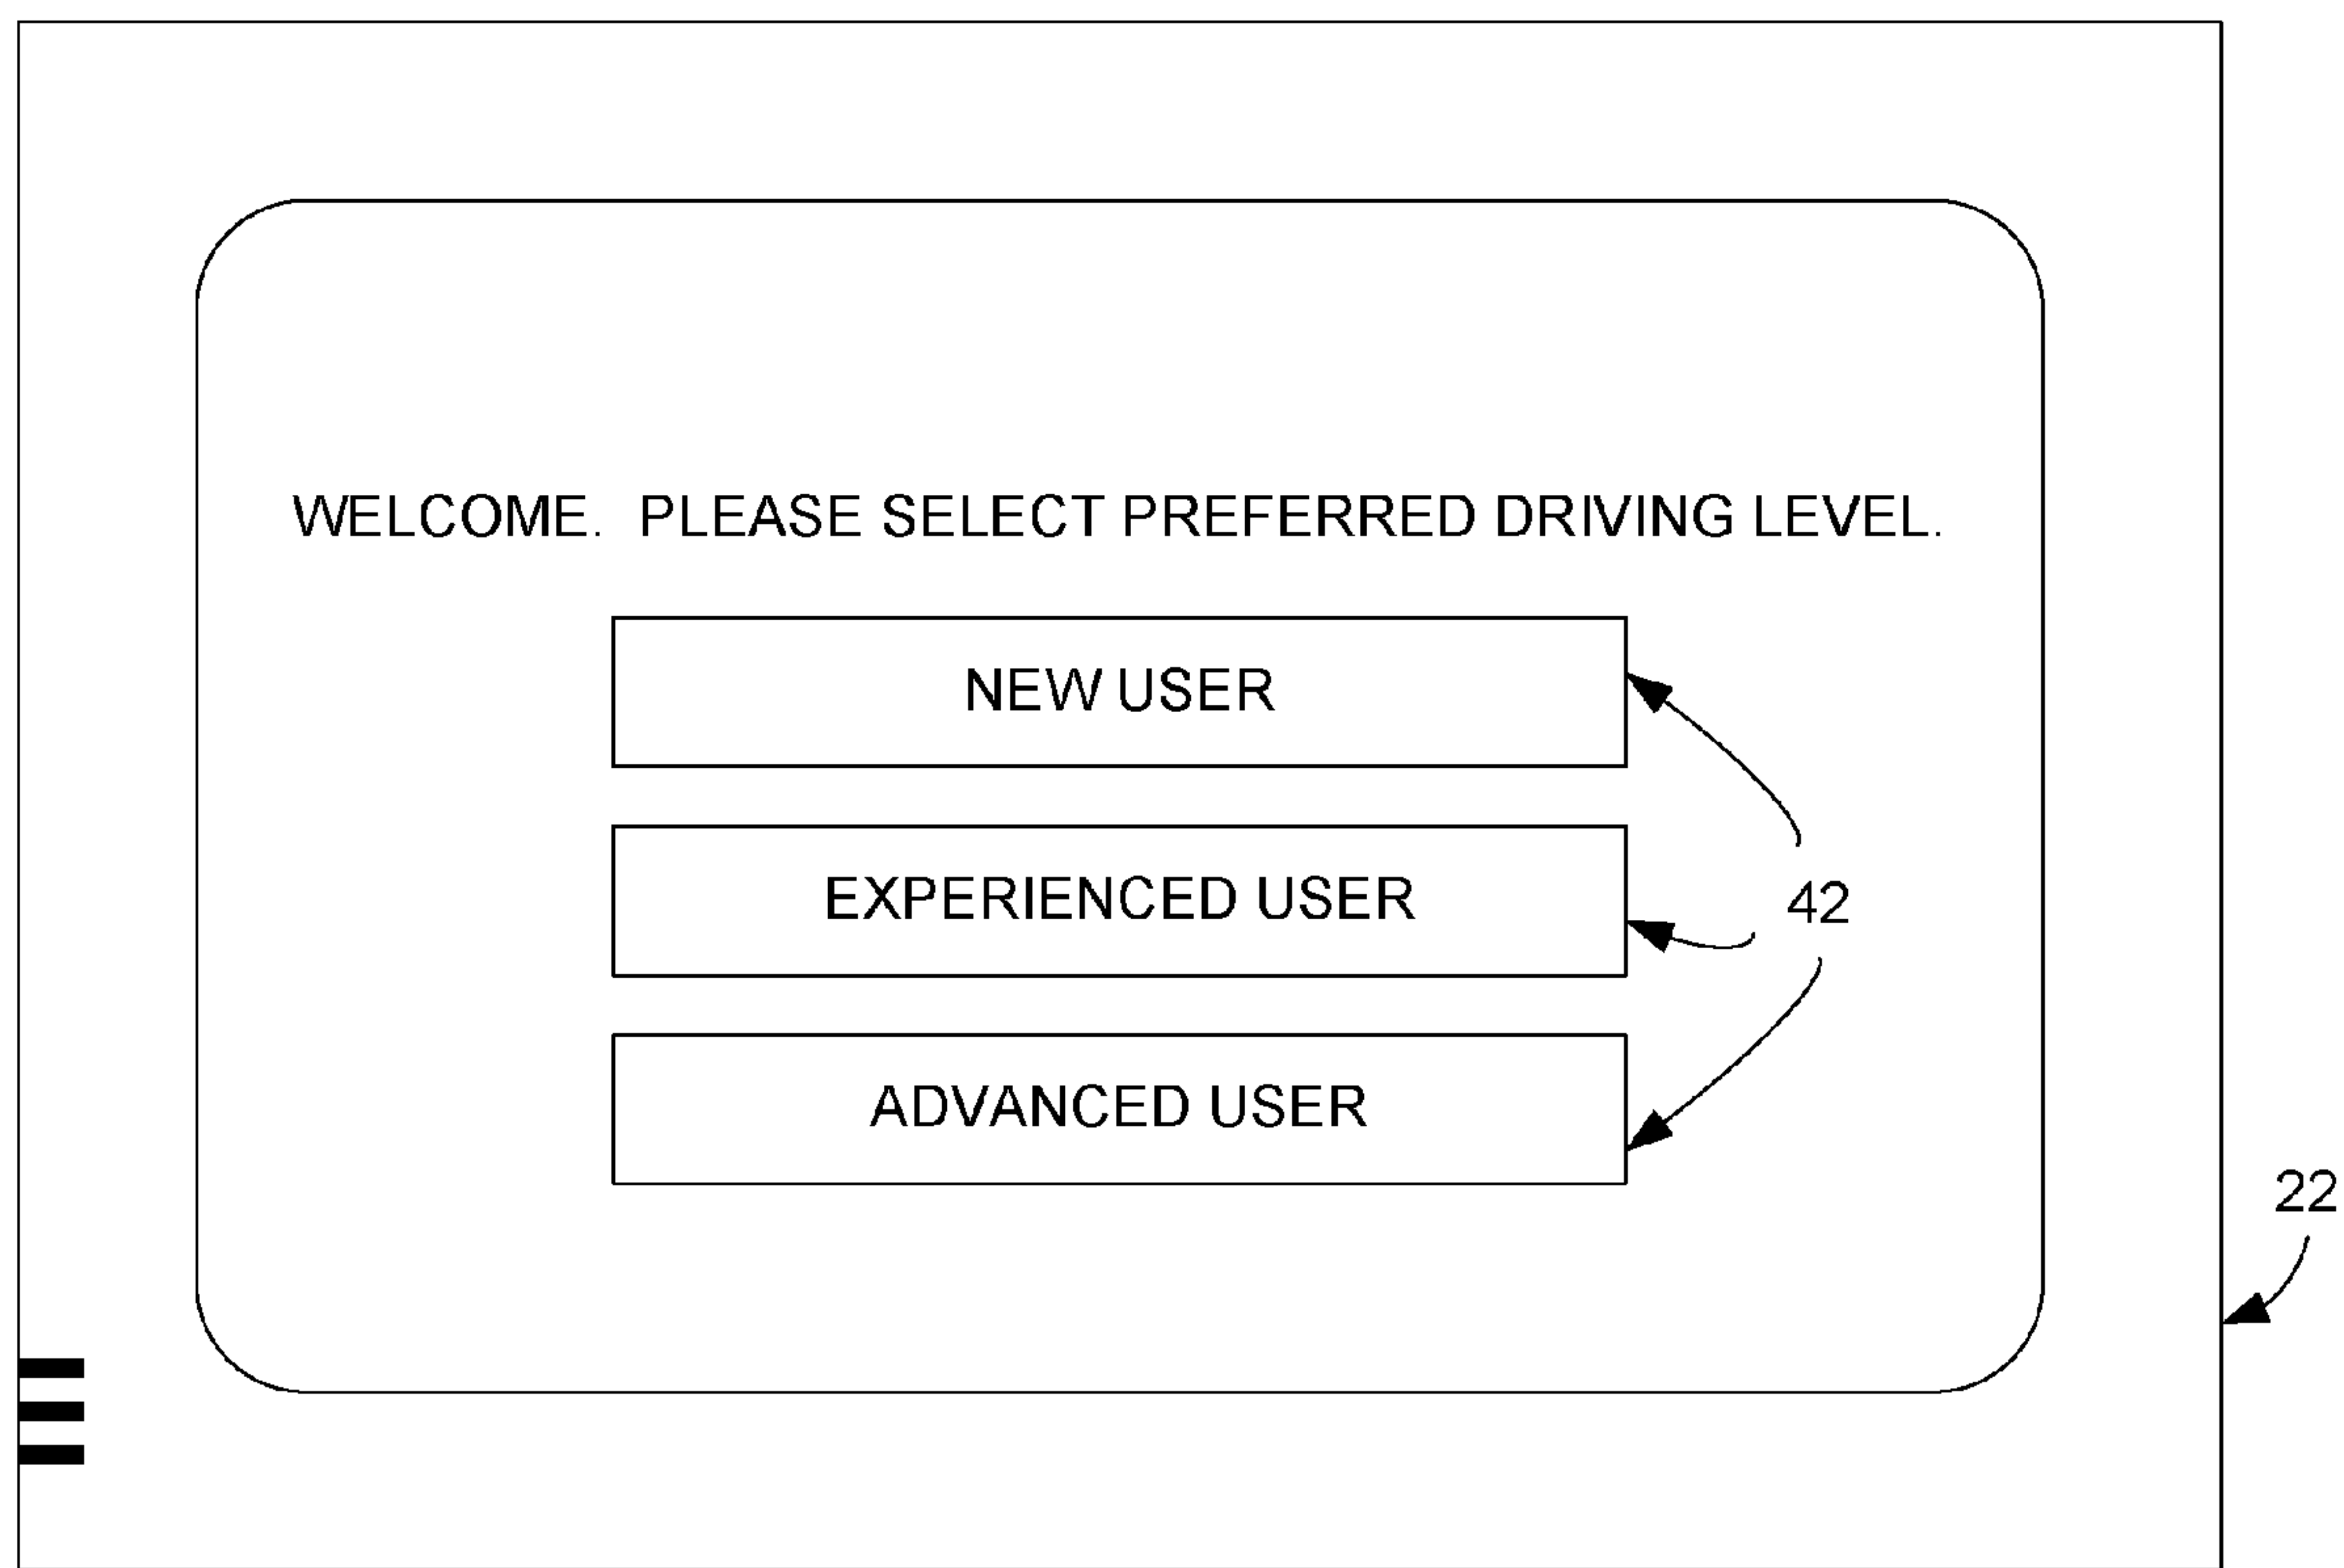 WELCOME. PLEASE SELECT PREFERRED DRIVING LEVEL.
NEW USER
EXPERIENCED USER
42
ADVANCED USER
22